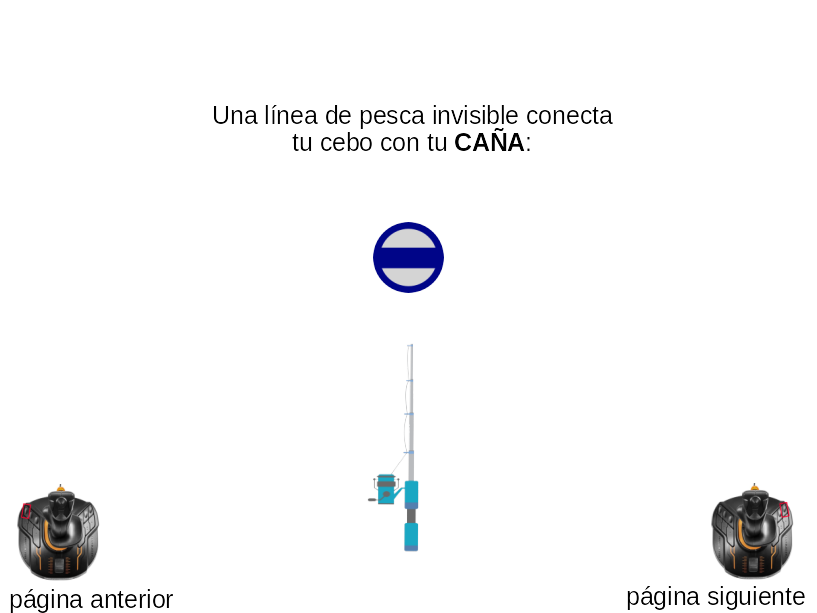 Una línea de pesca invisible conecta
tu cebo con tu CAÑA:
página anterior
página siguiente